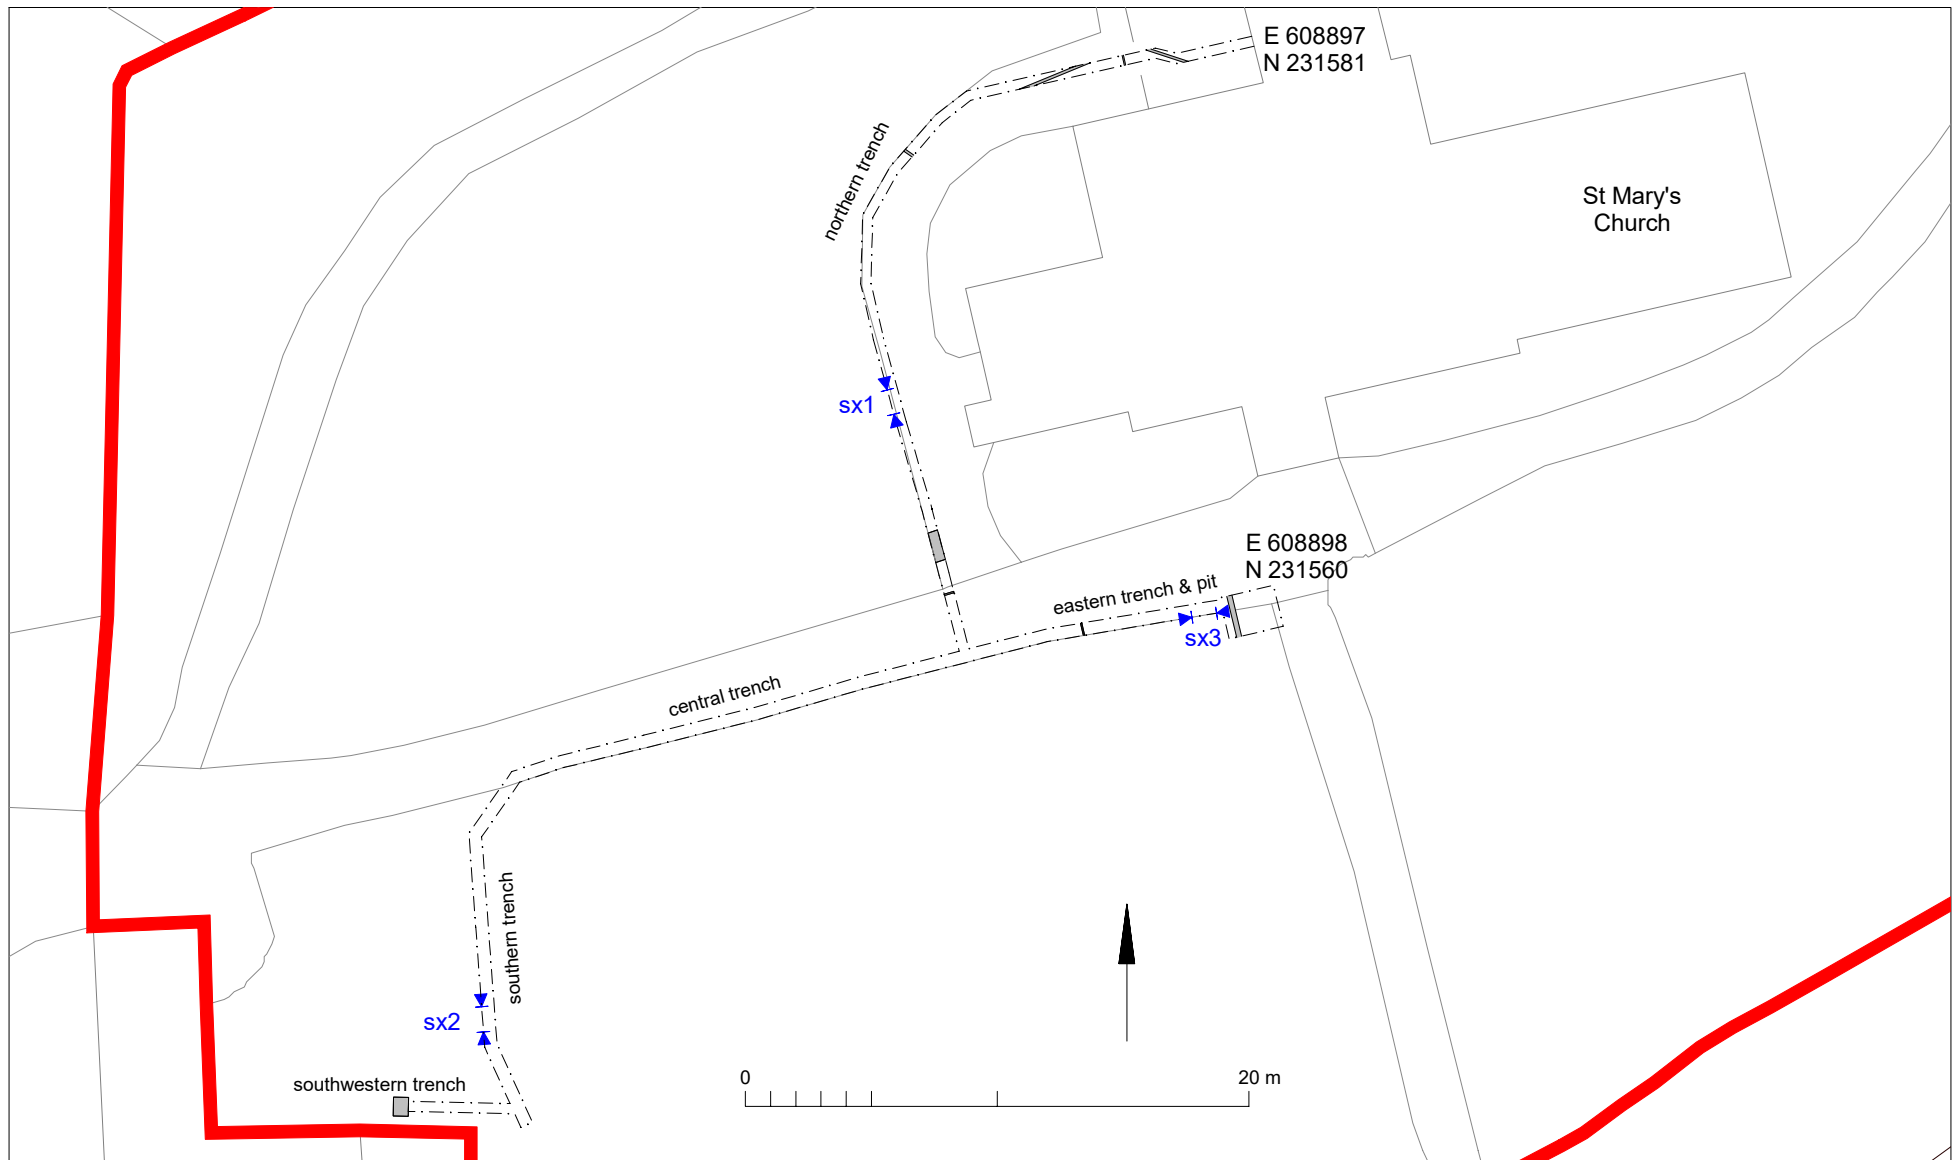 E 608897
N 231581
northern trench
St Mary's
Church
sx1
E 608898
N 231560
eastern trench & pit
sx3
central trench
southern trench
sx2
southwestern trench
0
20 m